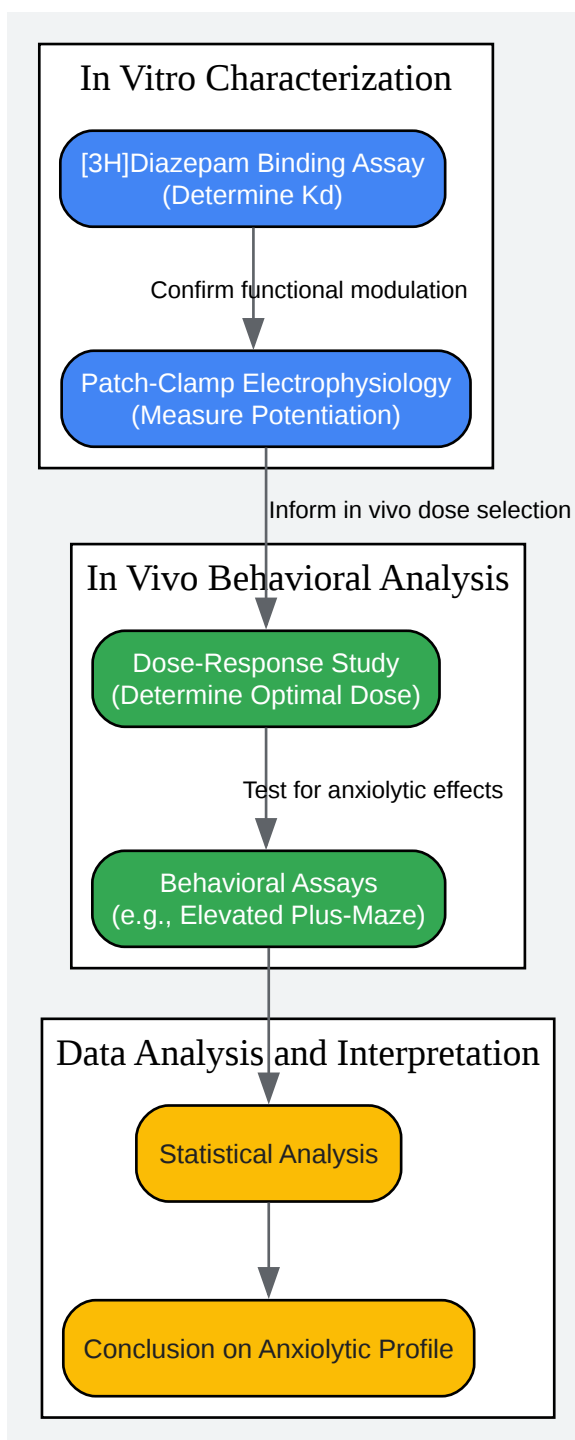 In Vitro Characterization
[3H]Diazepam Binding Assay
(Determine Kd)
Confirm functional modulation
Patch-Clamp Electrophysiology
(Measure Potentiation)
Inform in vivo dose selection
In Vivo Behavioral Analysis
Dose-Response Study
(Determine Optimal Dose)
Test for anxiolytic effects
Behavioral Assays
(e.g., Elevated Plus-Maze)
Data Analysis and Interpretation
Statistical Analysis
Conclusion on Anxiolytic Profile